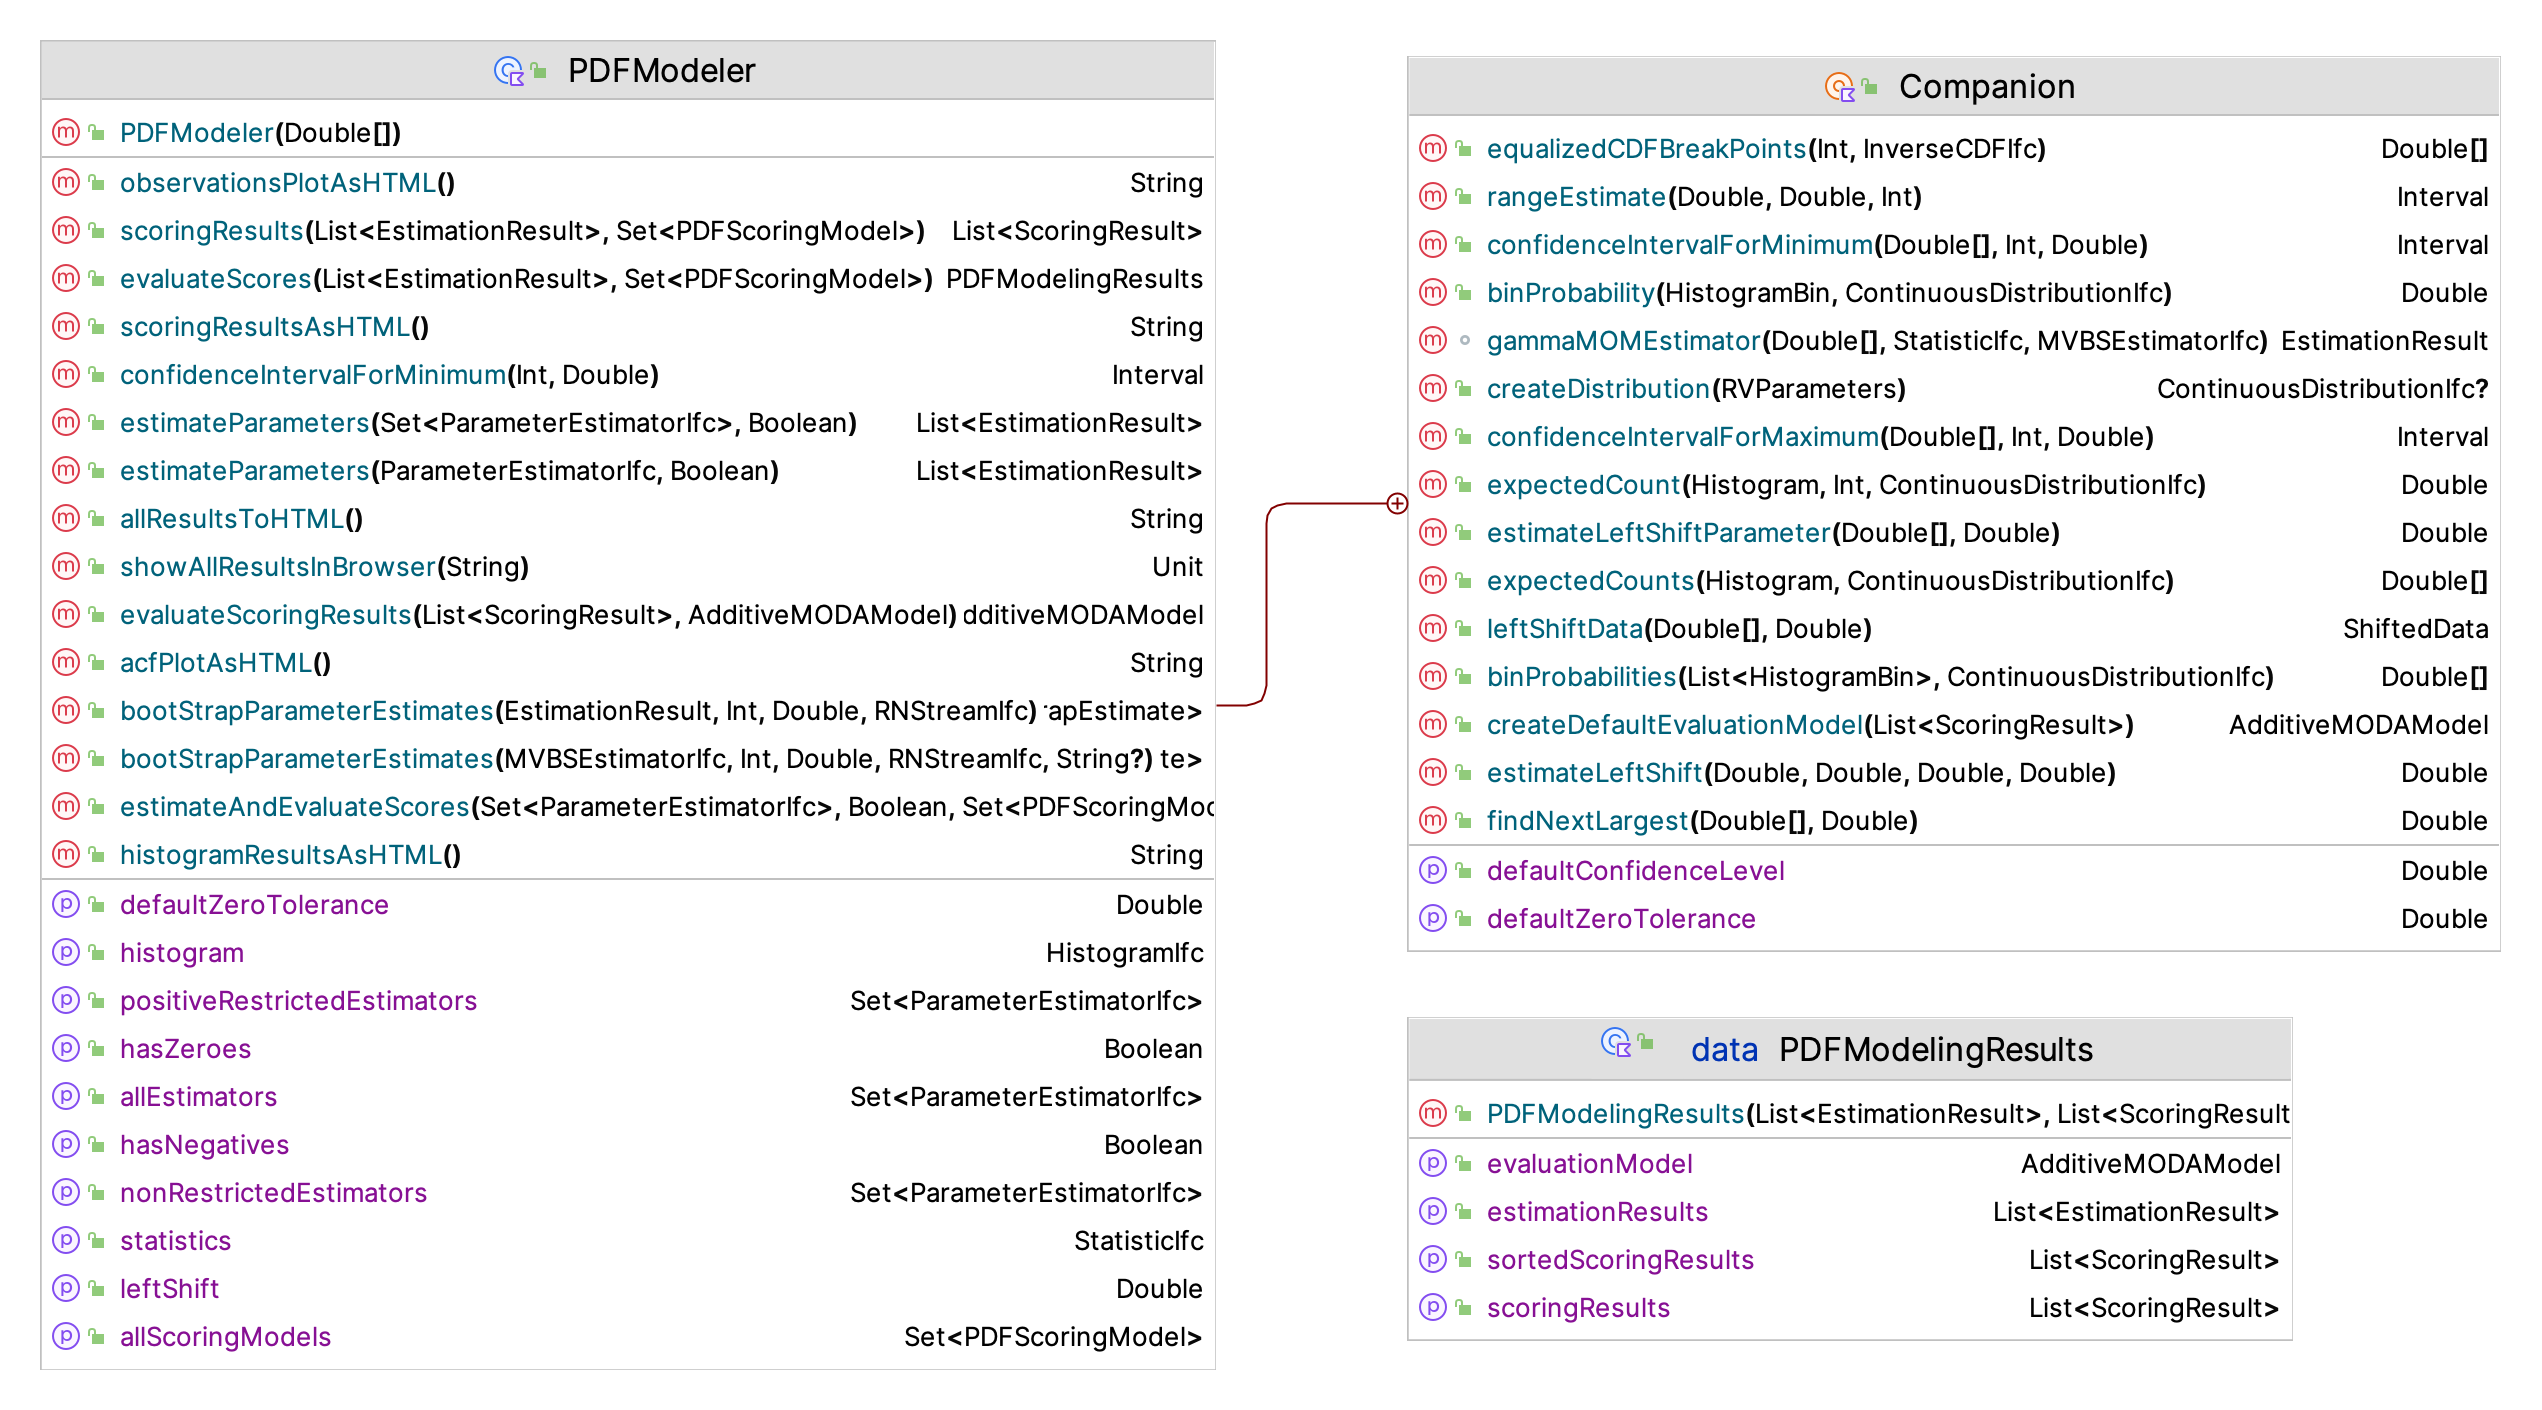 PDFModeler
PDFModeler(Double[])
observationsPlotAsHTML() String
scoringResults(List<EstimationResult>, Set<PDFScoringModel>) List<ScoringResult>
evaluateScores(List<EstimationResult>, Set<PDFScoringModel>) PDFModelingResults
scoringResultsAsHTML() String
confidenceIntervalForMinimum(Int, Double) Interval
estimateParameters(Set<ParameterEstimatorIfc>, Boolean) List<EstimationResult>
estimateParameters(ParameterEstimatorIfc, Boolean) List<EstimationResult>
allResultsToHTML() String
showAllResultsInBrowser(String) Unit
evaluateScoringResults(List<ScoringResult>, AdditiveMODAModel) dditiveMODAModel
acfPlotAsHTML() String
bootStrapParameterEstimates(EstimationResult, Int, Double, RNStreamIfc) apEstimate>
bootStrapParameterEstimates(MVBSEstimatorIfc, Int, Double, RNStreamIfc, String?) te>
estimateAndEvaluateScores(Set<ParameterEstimatorIfc>, Boolean, Set<PDFScoringMod
histogramResultsAsHTML() String
defaultZeroTolerance Double
histogram HistogramIfc
positiveRestrictedEstimators Set<ParameterEstimatorIfc>
hasZeroes Boolean
allEstimators Set<ParameterEstimatorIfc>
hasNegatives Boolean
nonRestrictedEstimators Set<ParameterEstimatorIfc>
statistics StatisticIfc
leftShift Double
allScoringModels Set<PDFScoringModel>
Companion
equalizedCDFBreakPoints(Int, InverseCDFIfc) Double[]
rangeEstimate(Double, Double, Int) Interval
confidenceIntervalForMinimum(Double[], Int, Double) Interval
binProbability(HistogramBin, ContinuousDistributionIfc) Double
gammaMOMEstimator(Double[], StatisticIfc, MVBSEstimatorIfc) EstimationResult
createDistribution(RVParameters) ContinuousDistributionIfc?
confidenceIntervalForMaximum(Double[], Int, Double) Interval
expectedCount(Histogram, Int, ContinuousDistributionIfc) Double
estimateLeftShiftParameter(Double[], Double) Double
expectedCounts(Histogram, ContinuousDistributionIfc) Double[]
leftShiftData(Double[], Double) ShiftedData
binProbabilities(List<HistogramBin>, ContinuousDistributionIfc) Double[]
createDefaultEvaluationModel(List<ScoringResult>) AdditiveMODAModel
estimateLeftShift(Double, Double, Double, Double) Double
findNextLargest(Double[], Double) Double
defaultConfidenceLevel Double
defaultZeroTolerance Double
data PDFModelingResults
PDFModelingResults(List<EstimationResult>, List<ScoringResult
evaluationModel AdditiveMODAModel
estimationResults List<EstimationResult>
sortedScoringResults List<ScoringResult>
scoringResults List<ScoringResult>